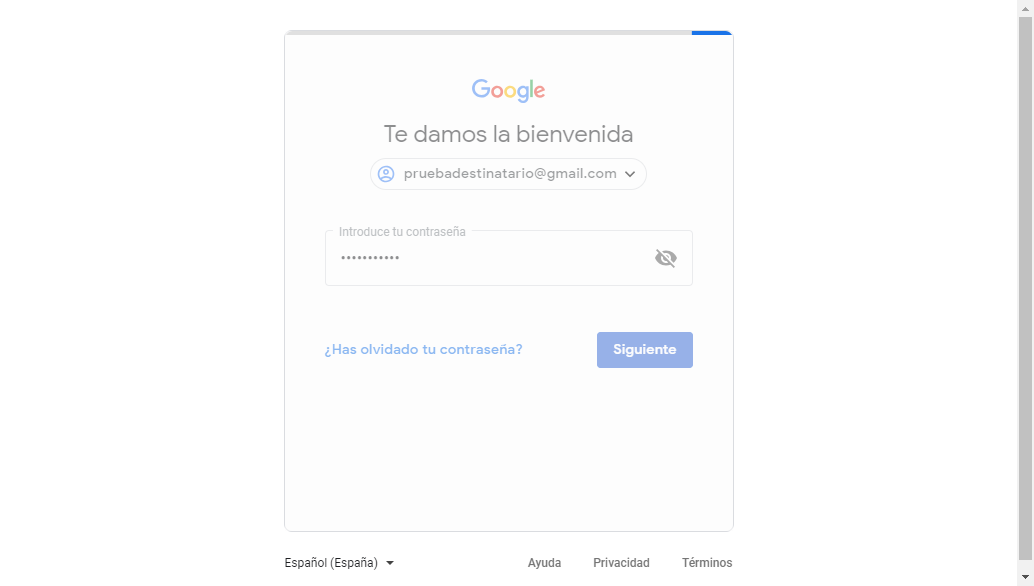 Google
Te damos la bienvenida
pruebadestinatario@gmail.com
Introduce tu contraseña
•••••••••••
¿Has olvidado tu contraseña?
Siguiente
Español (España)
Ayuda
Privacidad
Términos